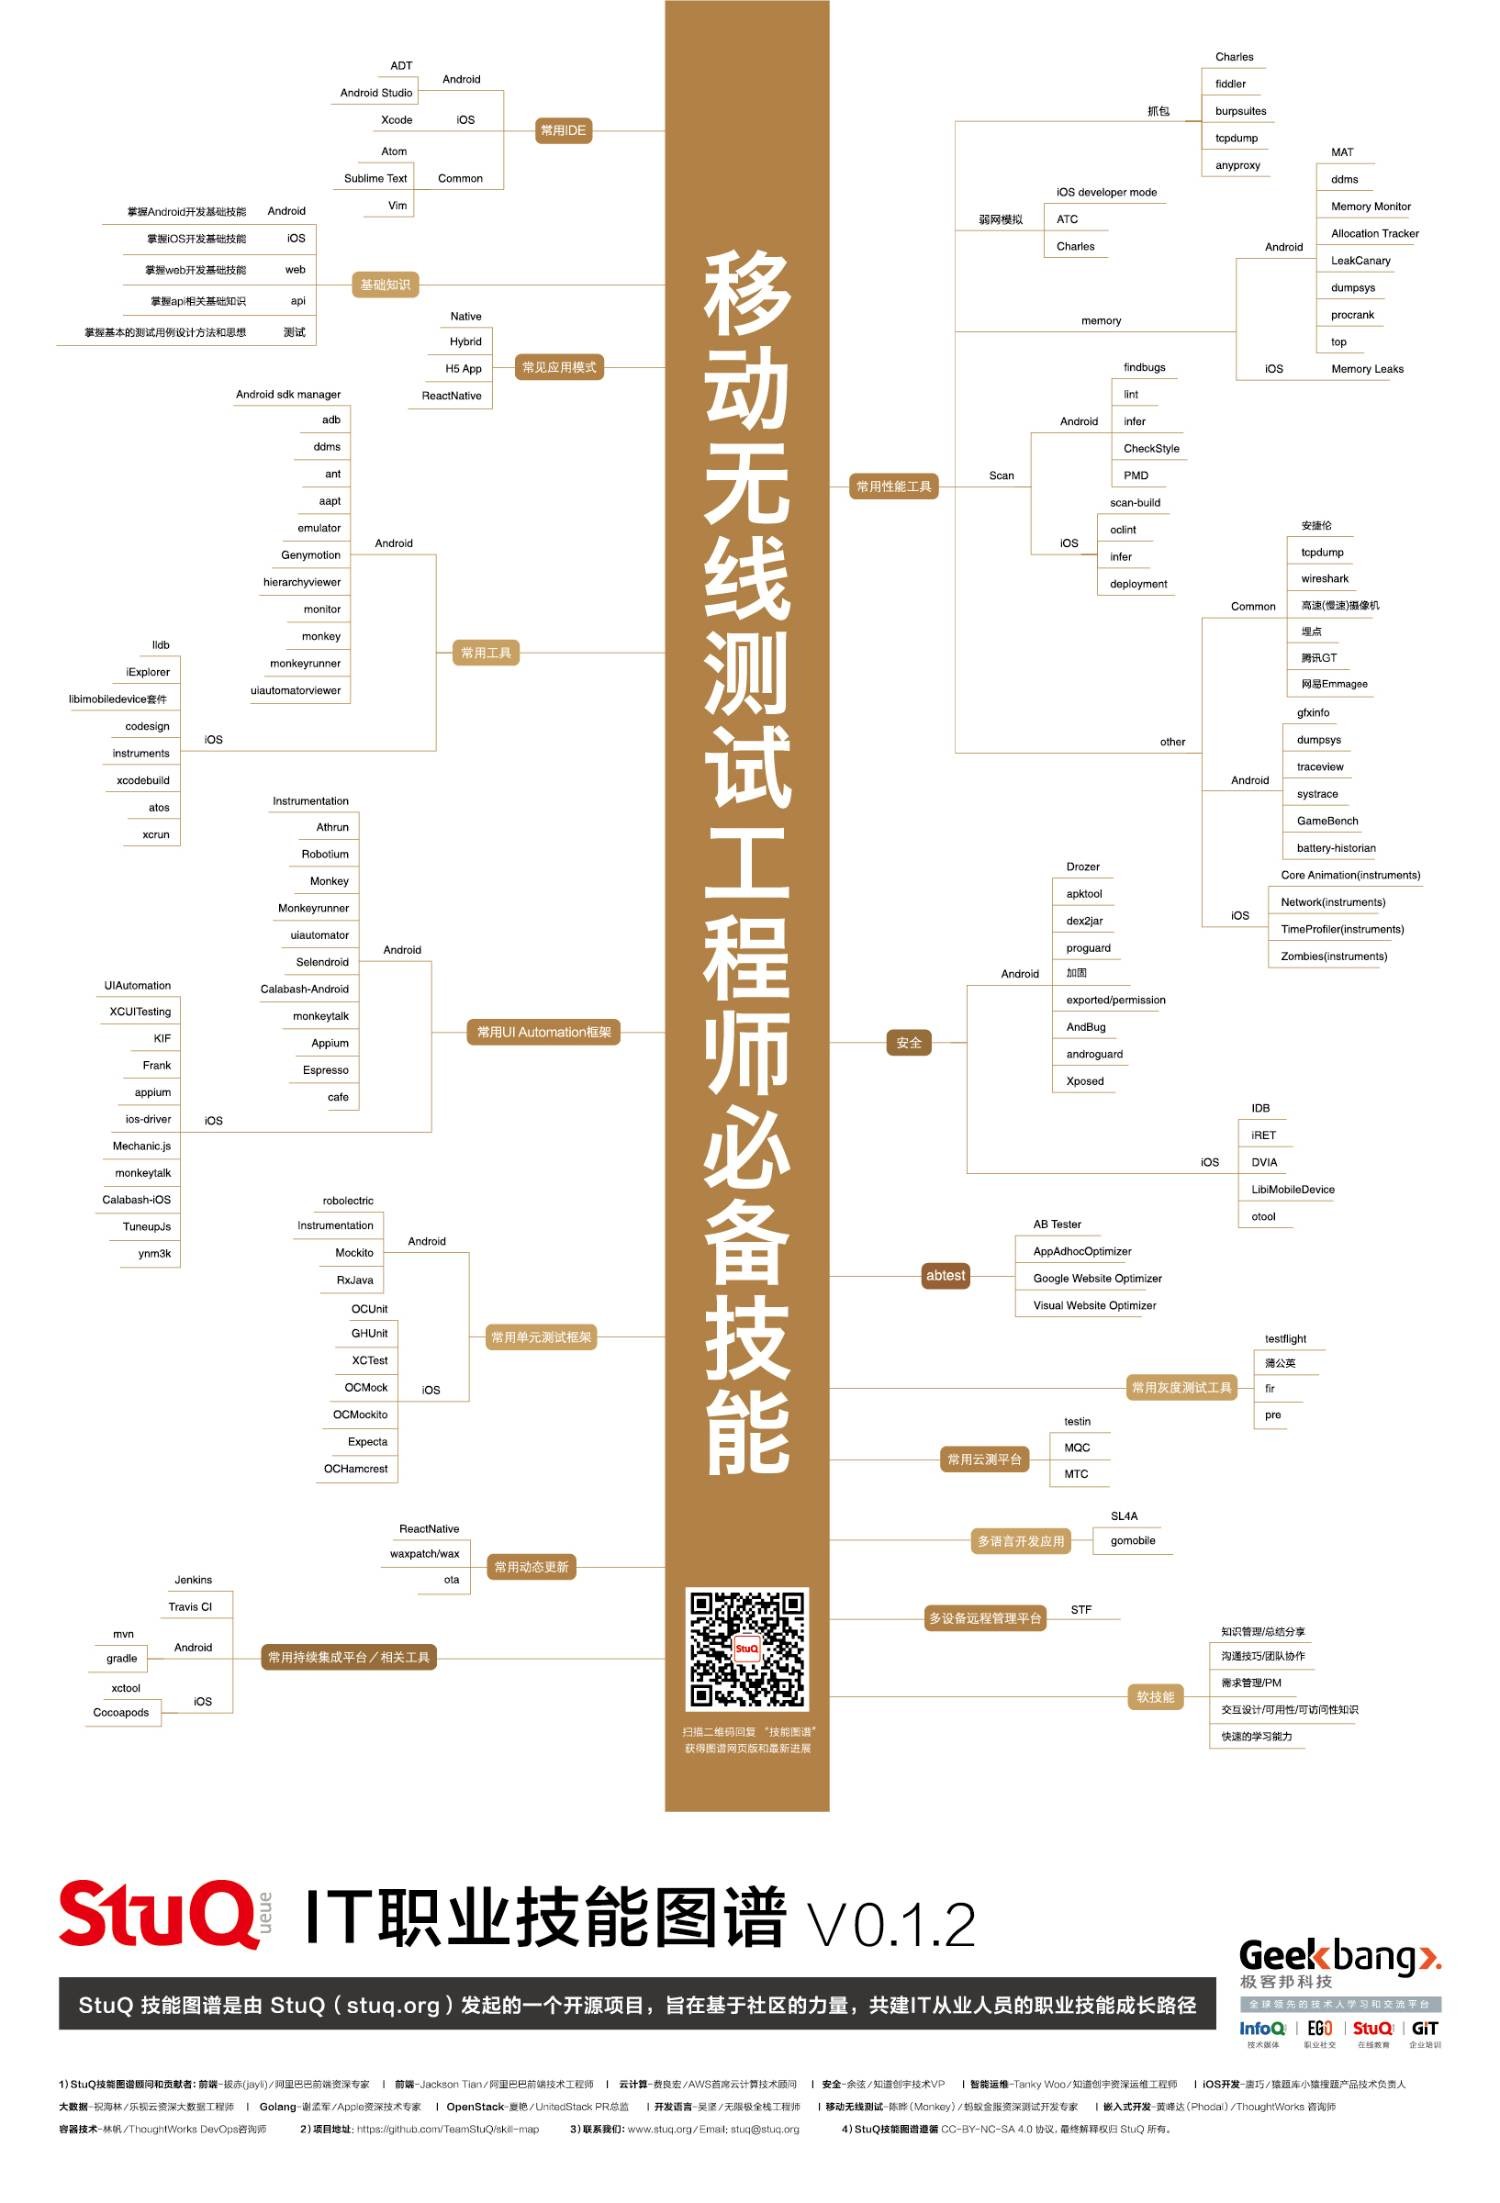 移动无线测试工程师必备技能
常用IDE
Android
ADT
Android Studio
iOS
Xcode
Common
Atom
Sublime Text
Vim
基础知识
掌握Android开发基础技能 Android
掌握iOS开发基础技能 iOS
掌握web开发基础技能 web
掌握api相关基础知识 api
掌握基本的测试用例设计方法和思想 测试
常见应用模式
Native
Hybrid
H5 App
ReactNative
常用工具
Android
Android sdk manager
adb
ddms
ant
aapt
emulator
Genymotion
hierarchyviewer
monitor
monkey
monkeyrunner
uiautomatorviewer
iOS
lldb
iExplorer
libimobiledevice套件
codesign
instruments
xcodebuild
atos
xcrun
常用UI Automation框架
Android
Instrumentation
Athrun
Robotium
Monkey
Monkeyrunner
uiautomator
Selendroid
Calabash-Android
monkeytalk
Appium
Espresso
cafe
iOS
UIAutomation
XCUITesting
KIF
Frank
appium
ios-driver
Mechanic.js
monkeytalk
Calabash-iOS
TuneupJs
ynm3k
常用单元测试框架
Android
robolectric
Instrumentation
Mockito
RxJava
iOS
OCUnit
GHUnit
XCTest
OCMock
OCMockito
Expecta
OCHamcrest
常用动态更新
ReactNative
waxpatch/wax
ota
常用持续集成平台/相关工具
Jenkins
Travis CI
Android
mvn
gradle
iOS
xctool
Cocoapods
常用性能工具
抓包
Charles
fiddler
burpsuites
tcpdump
anyproxy
弱网模拟
iOS developer mode
ATC
Charles
memory
Android
MAT
ddms
Memory Monitor
Allocation Tracker
LeakCanary
dumpsys
procrank
top
iOS
Memory Leaks
Scan
Android
findbugs
lint
infer
CheckStyle
PMD
iOS
scan-build
oclint
infer
deployment
other
Common
安捷伦
tcpdump
wireshark
高速(慢速)摄像机
埋点
腾讯GT
网易Emmagee
Android
gfxinfo
dumpsys
traceview
systrace
GameBench
battery-historian
iOS
Core Animation(instruments)
Network(instruments)
TimeProfiler(instruments)
Zombies(instruments)
安全
Android
Drozer
apktool
dex2jar
proguard
加固
exported/permission
AndBug
androguard
Xposed
iOS
IDB
iRET
DVIA
LibiMobileDevice
otool
abtest
AB Tester
AppAdhocOptimizer
Google Website Optimizer
Visual Website Optimizer
常用灰度测试工具
testflight
蒲公英
fir
pre
常用云测平台
testin
MQC
MTC
多语言开发应用
SL4A
gomobile
多设备远程管理平台
STF
软技能
知识管理/总结分享
沟通技巧/团队协作
需求管理/PM
交互设计/可用性/可访问性知识
快速的学习能力
StuQ
扫描二维码回复 “技能图谱”
获得图谱网页版和最新进展
StuQueue IT职业技能图谱 V0.1.2
StuQ 技能图谱是由 StuQ（stuq.org）发起的一个开源项目，旨在基于社区的力量，共建IT从业人员的职业技能成长路径
Geekbang>.
极客邦科技
全球领先的技术人学习和交流平台
InfoQ | EGO | StuQ | GiT
技术媒体 职业社交 在线教育 企业培训
1) StuQ技能图谱顾问和贡献者: 前端-拔赤(jayli)/阿里巴巴前端资深专家 | 前端-Jackson Tian/阿里巴巴前端技术工程师 | 云计算-费良宏/AWS首席云计算技术顾问 | 安全-余弦/知道创宇技术VP | 智能运维-Tanky Woo/知道创宇资深运维工程师 | iOS开发-唐巧/猿题库小猿搜题产品技术负责人
大数据-祝海林/乐视云资深大数据工程师 | Golang-谢孟军/Apple资深技术专家 | OpenStack-夏艳/UnitedStack PR总监 | 开发语言-吴坚/无限极全栈工程师 | 移动无线测试-陈晔(Monkey)/蚂蚁金服资深测试开发专家 | 嵌入式开发-黄峰达(Phodal)/ThoughtWorks 咨询师
容器技术-林帆/ThoughtWorks DevOps咨询师 2) 项目地址: https://github.com/TeamStuQ/skill-map 3) 联系我们: www.stuq.org/Email: stuq@stuq.org 4) StuQ技能图谱遵循 CC-BY-NC-SA 4.0 协议, 最终解释权归 StuQ 所有。